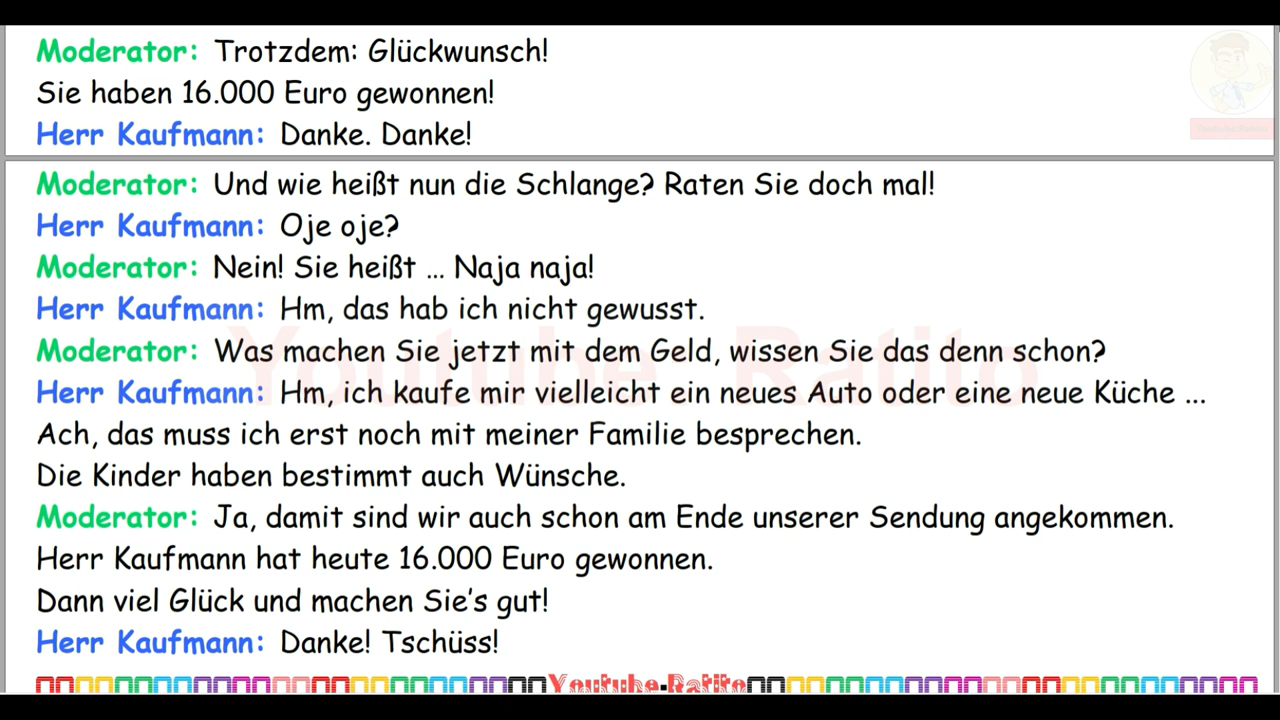 Moderator: Trotzdem: Glückwunsch!
Sie haben 16.000 Euro gewonnen!
Herr Kaufmann: Danke. Danke!
Moderator: Und wie heißt nun die Schlange? Raten Sie doch mal!
Herr Kaufmann: Oje oje?
Moderator: Nein! Sie heißt ... Naja naja!
Herr Kaufmann: Hm, das hab ich nicht gewusst.
Moderator: Was machen Sie jetzt mit dem Geld, wissen Sie das denn schon?
Herr Kaufmann: Hm, ich kaufe mir vielleicht ein neues Auto oder eine neue Küche ...
Ach, das muss ich erst noch mit meiner Familie besprechen.
Die Kinder haben bestimmt auch Wünsche.
Moderator: Ja, damit sind wir auch schon am Ende unserer Sendung angekommen.
Herr Kaufmann hat heute 16.000 Euro gewonnen.
Dann viel Glück und machen Sie's gut!
Herr Kaufmann: Danke! Tschüss!
Youtube Ratito
Youtube-Ratito